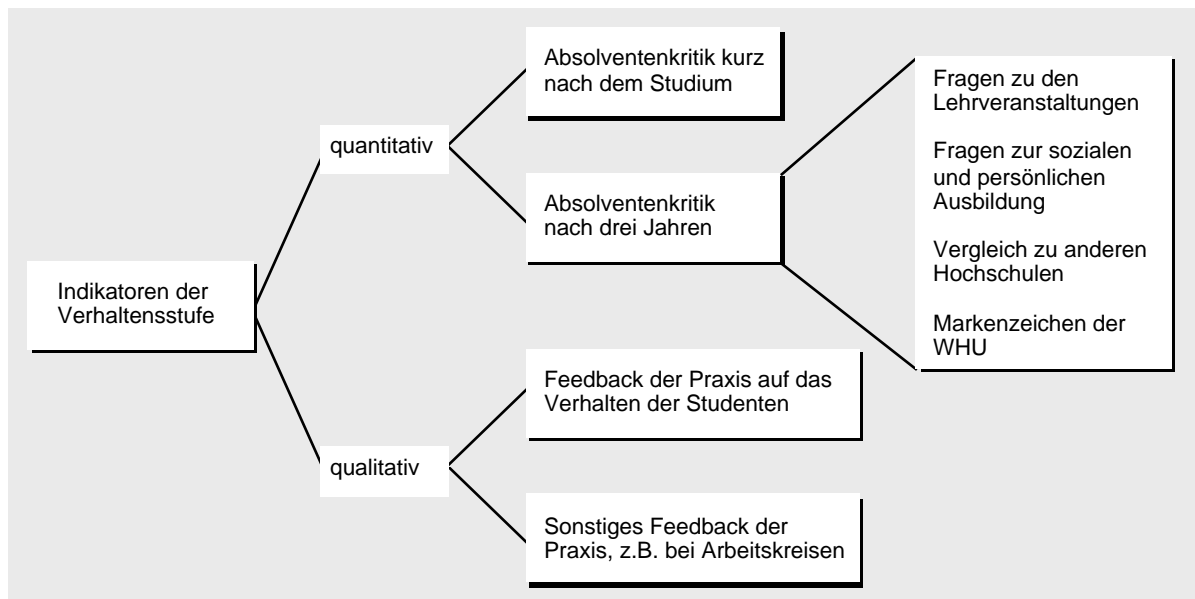 Indikatoren der
Verhaltensstufe
quantitativ
Absolventenkritik kurz
nach dem Studium
Absolventenkritik
nach drei Jahren
Fragen zu den
Lehrveranstaltungen
Fragen zur sozialen
und persönlichen
Ausbildung
Vergleich zu anderen
Hochschulen
Markenzeichen der
WHU
qualitativ
Feedback der Praxis auf das
Verhalten der Studenten
Sonstiges Feedback der
Praxis, z.B. bei Arbeitskreisen